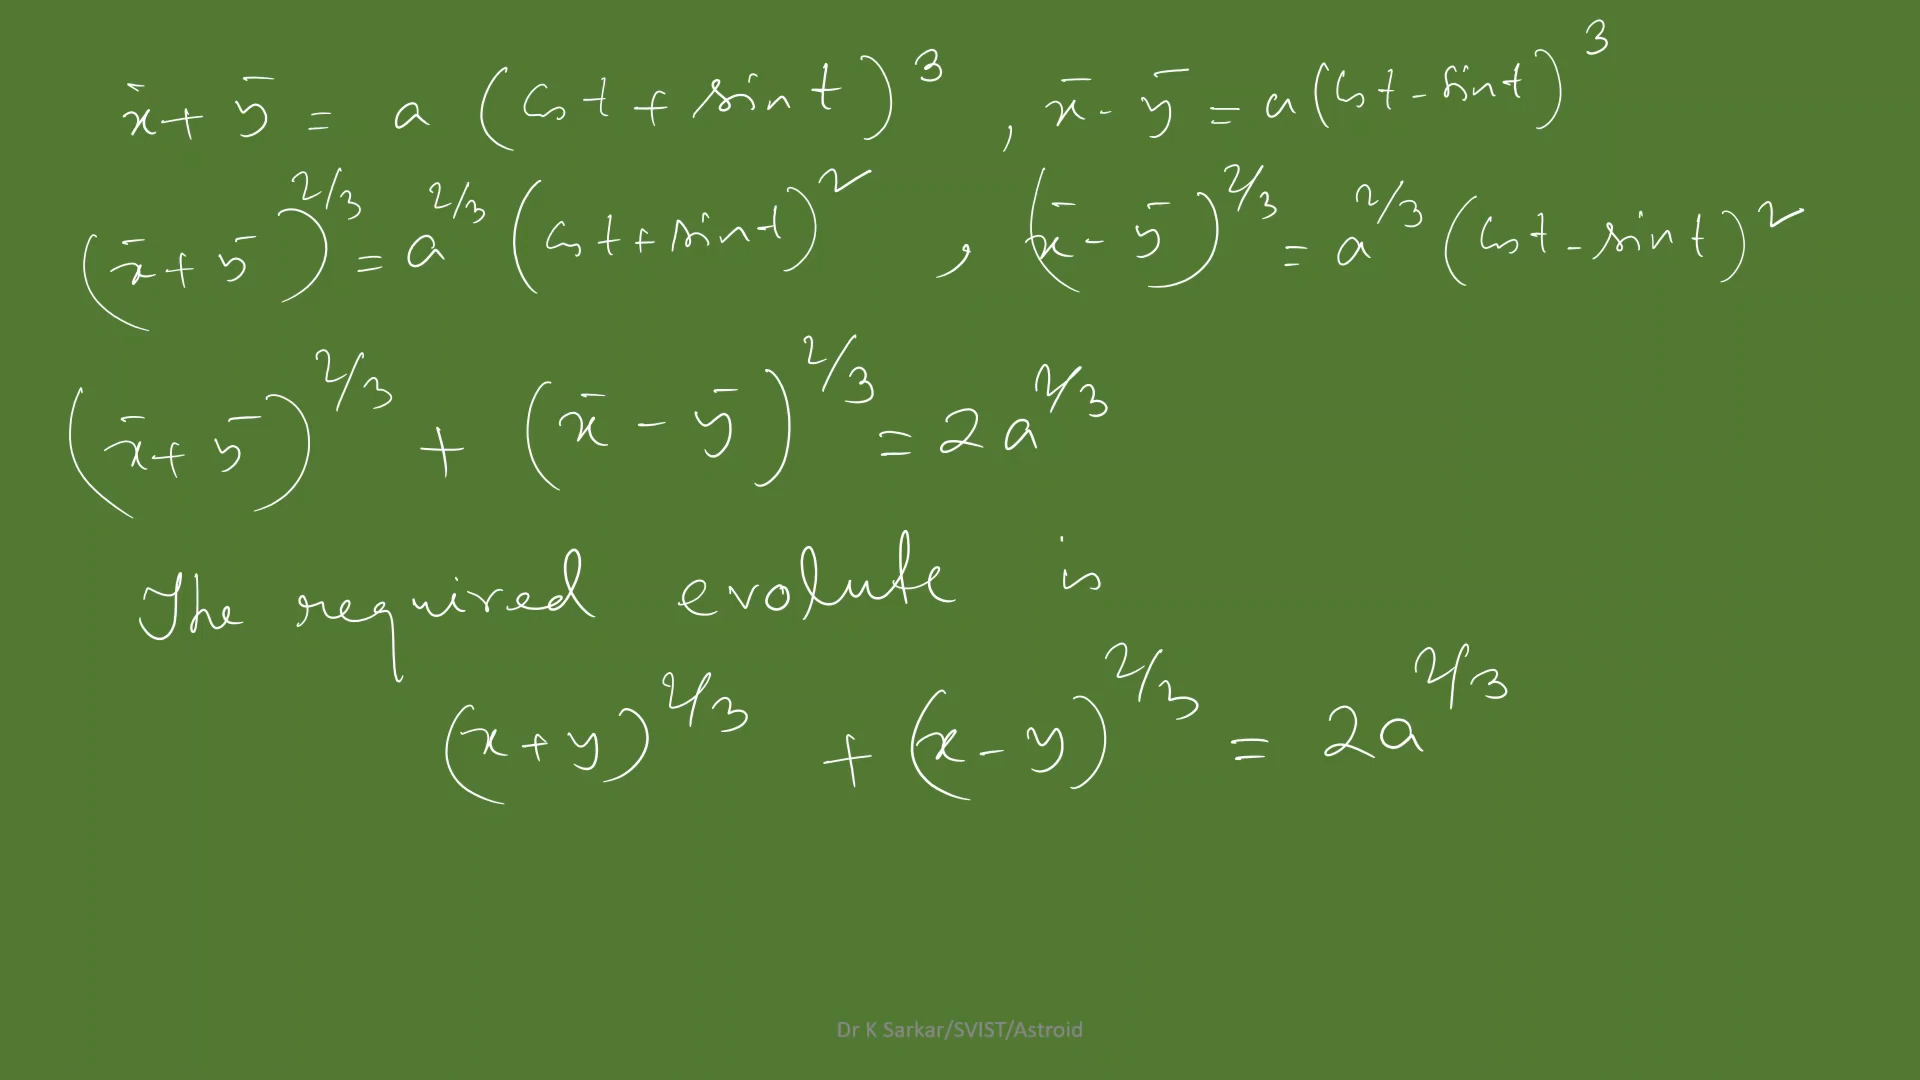 x̄ + ȳ = a (cos t + sin t)³ , x̄ - ȳ = a (cos t - sin t)³
(x̄ + ȳ)^2/3 = a^2/3 (cos t + sin t)² , (x̄ - ȳ)^2/3 = a^2/3 (cos t - sin t)²
(x̄ + ȳ)^2/3 + (x̄ - ȳ)^2/3 = 2a^2/3
The required evolute is
(x + y)^2/3 + (x - y)^2/3 = 2a^2/3
Dr K Sarkar/SVIST/Astroid